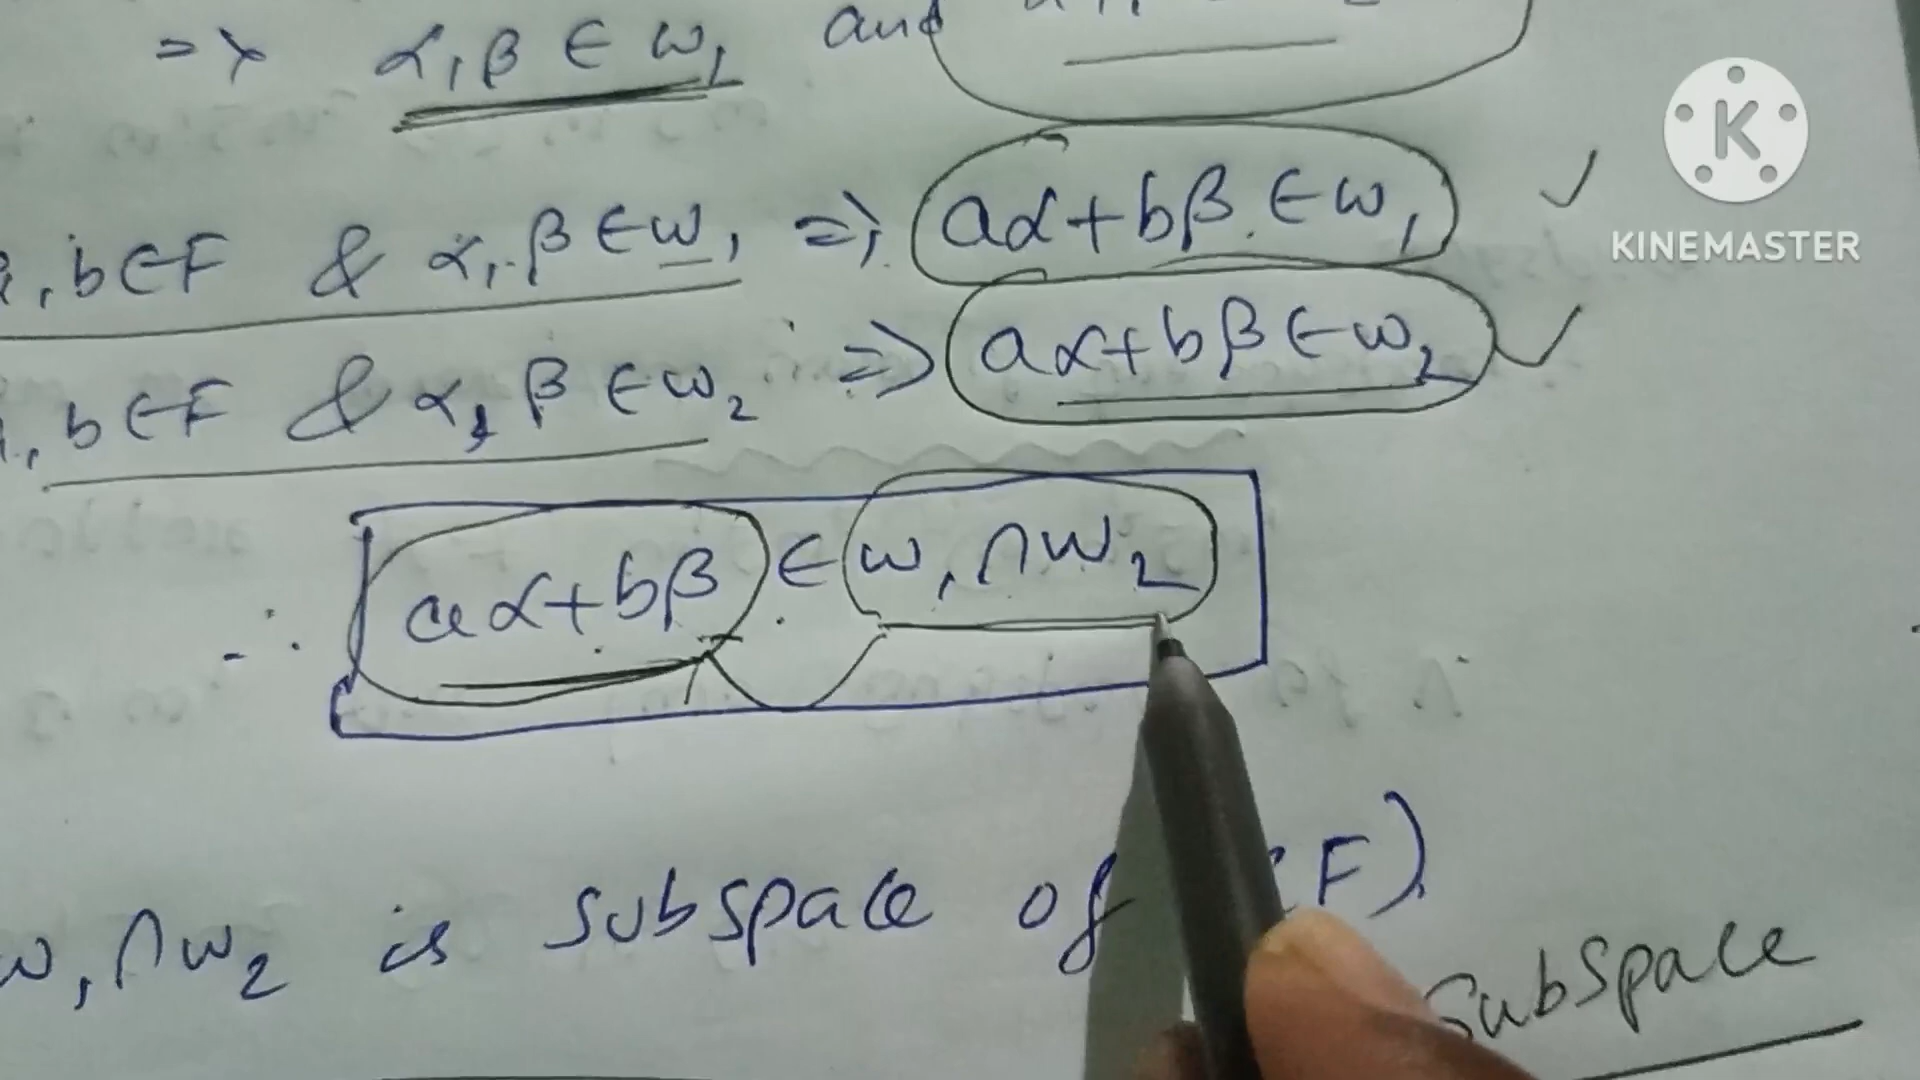 => α, β ∈ W₁ and
a, b ∈ F & α, β ∈ W₁ => aα+bβ ∈ W₁ ✓
a, b ∈ F & α, β ∈ W₂ => aα+bβ ∈ W₂ ✓
∴ aα+bβ ∈ W₁ ∩ W₂
W₁ ∩ W₂ is subspace of F)
Subspace
K
KINEMASTER